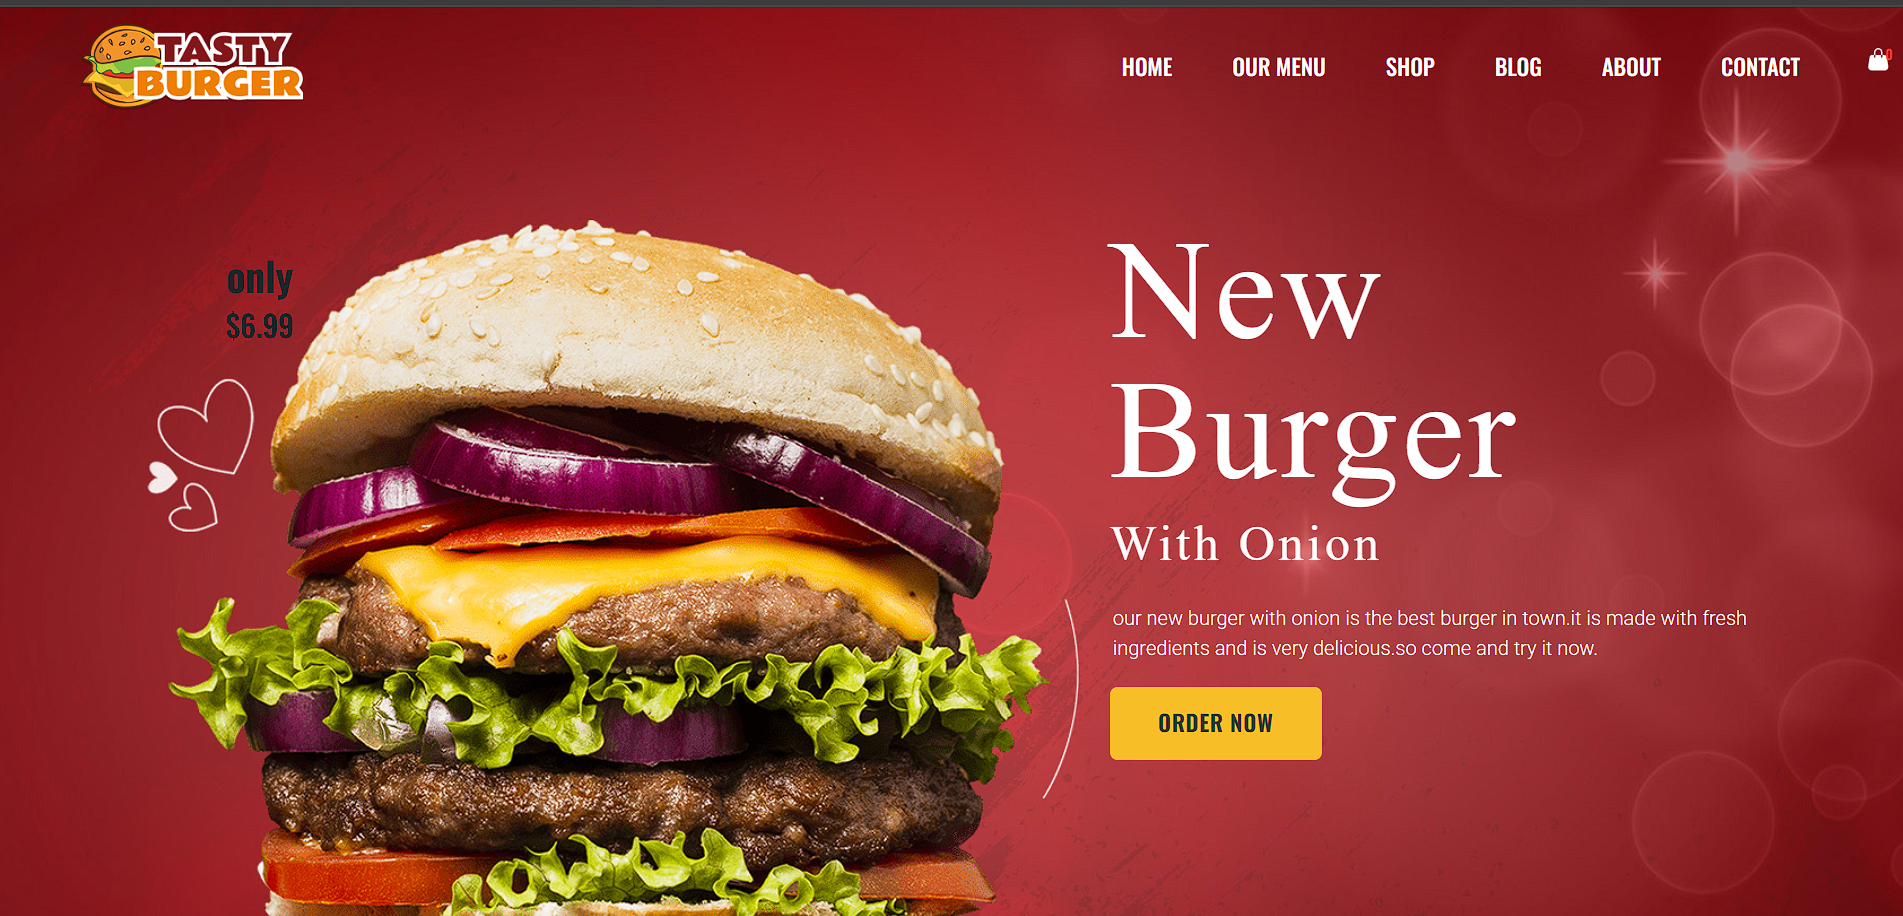 TASTY
BURGER
HOME OUR MENU SHOP BLOG ABOUT CONTACT
0
only
$6.99
New
Burger
With Onion
our new burger with onion is the best burger in town.it is made with fresh
ingredients and is very delicious.so come and try it now.
ORDER NOW